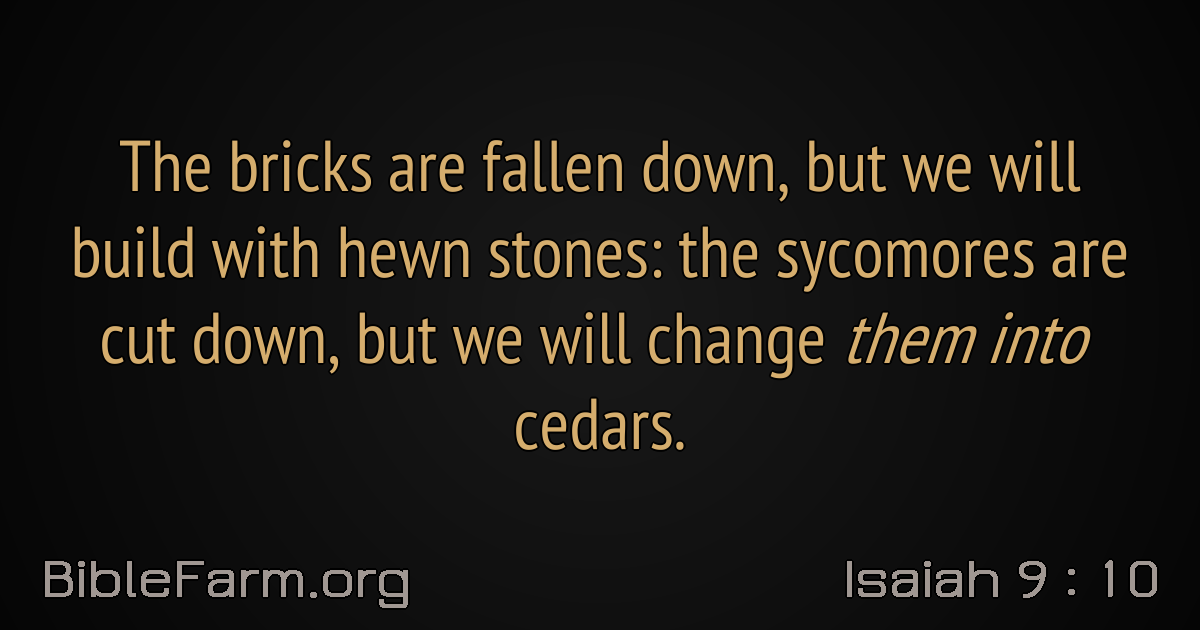 The bricks are fallen down, but we will
build with hewn stones: the sycomores are
cut down, but we will change them into
cedars.
BibleFarm.org
Isaiah 9 : 10